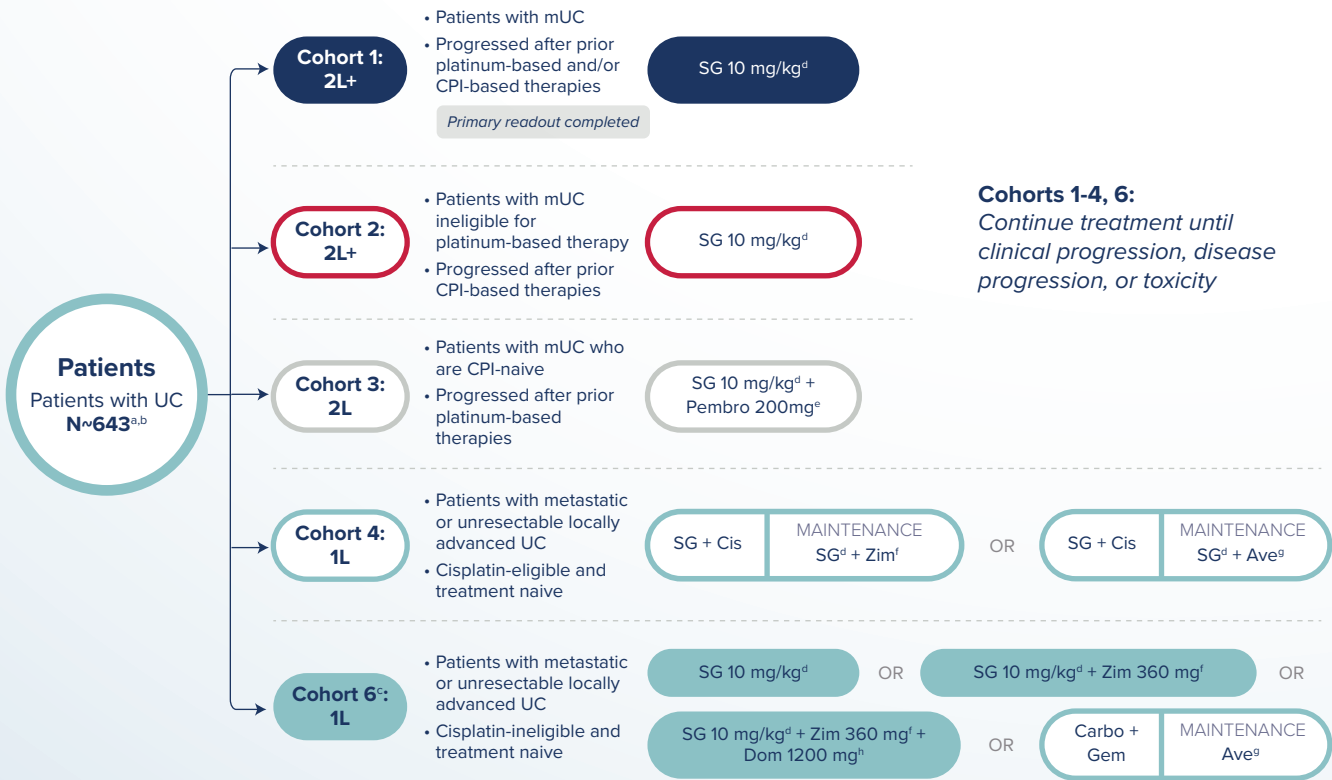 Patients
Patients with UC
N~643a,b
Cohort 1:
2L+
• Patients with mUC
• Progressed after prior
platinum-based and/or
CPI-based therapies
Primary readout completed
SG 10 mg/kgd
Cohort 2:
2L+
• Patients with mUC
ineligible for
platinum-based therapy
• Progressed after prior
CPI-based therapies
SG 10 mg/kgd
Cohorts 1-4, 6:
Continue treatment until
clinical progression, disease
progression, or toxicity
Cohort 3:
2L
• Patients with mUC who
are CPI-naive
• Progressed after prior
platinum-based
therapies
SG 10 mg/kgd +
Pembro 200mge
Cohort 4:
1L
• Patients with metastatic
or unresectable locally
advanced UC
• Cisplatin-eligible and
treatment naive
SG + Cis
MAINTENANCE
SGd + Zimf
OR
SG + Cis
MAINTENANCE
SGd + Aveg
Cohort 6c:
1L
• Patients with metastatic
or unresectable locally
advanced UC
• Cisplatin-ineligible and
treatment naive
SG 10 mg/kgd
OR
SG 10 mg/kgd + Zim 360 mgf
OR
SG 10 mg/kgd + Zim 360 mgf +
Dom 1200 mgh
OR
Carbo +
Gem
MAINTENANCE
Aveg